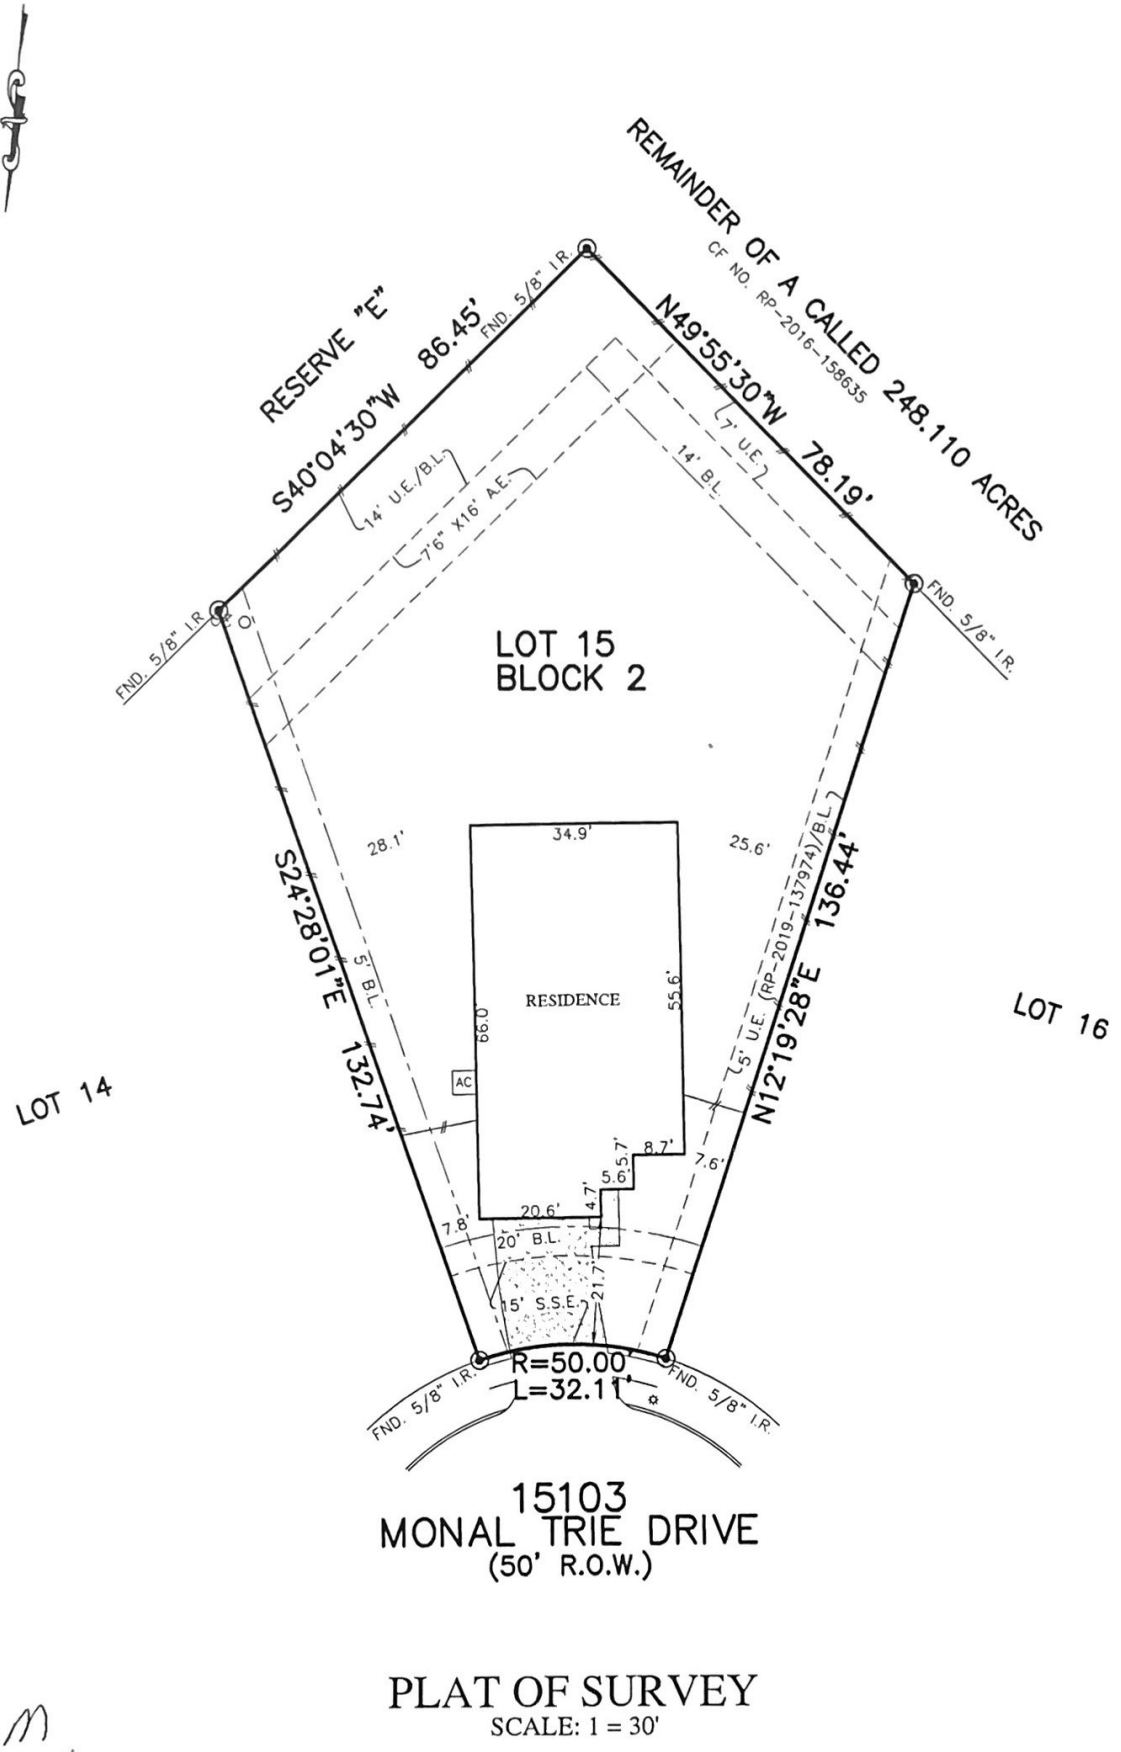 REMAINDER OF A CALLED 248.110 ACRES
CF NO. RP-2016-158635
FND. 5/8" I.R.
RESERVE "E"
S40°04'30"W 86.45'
N49°55'30"W 78.19'
7' U.E.
14' B.L.
14' U.E./B.L.
7'6" X16' A.E.
FND. 5/8" I.R.
FND. 5/8" I.R.
LOT 15
BLOCK 2
28.1'
34.9'
25.6'
S24°28'01"E 132.74'
5' B.L.
66.0'
RESIDENCE
55.6'
5' U.E. (RP-2019-137974)/B.L.
N12°19'28"E 136.44'
LOT 16
LOT 14
AC
5.7'
8.7'
7.6'
5.6'
4.7'
20.6'
7.8'
20' B.L.
21.7'
15' S.S.E.
R=50.00'
L=32.11'
FND. 5/8" I.R.
FND. 5/8" I.R.
15103
MONAL TRIE DRIVE
(50' R.O.W.)
PLAT OF SURVEY
SCALE: 1 = 30'